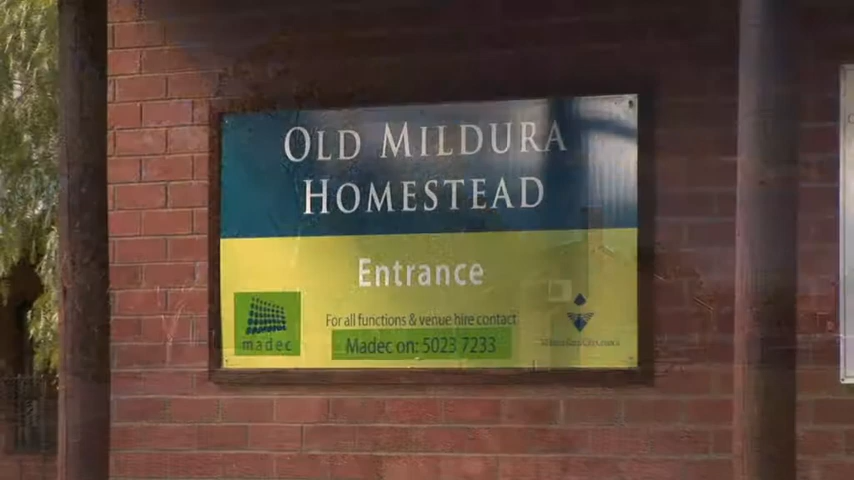 OLD MILDURA
HOMESTEAD
Entrance
For all functions & venue hire contact
Madec on: 5023 7233
madec